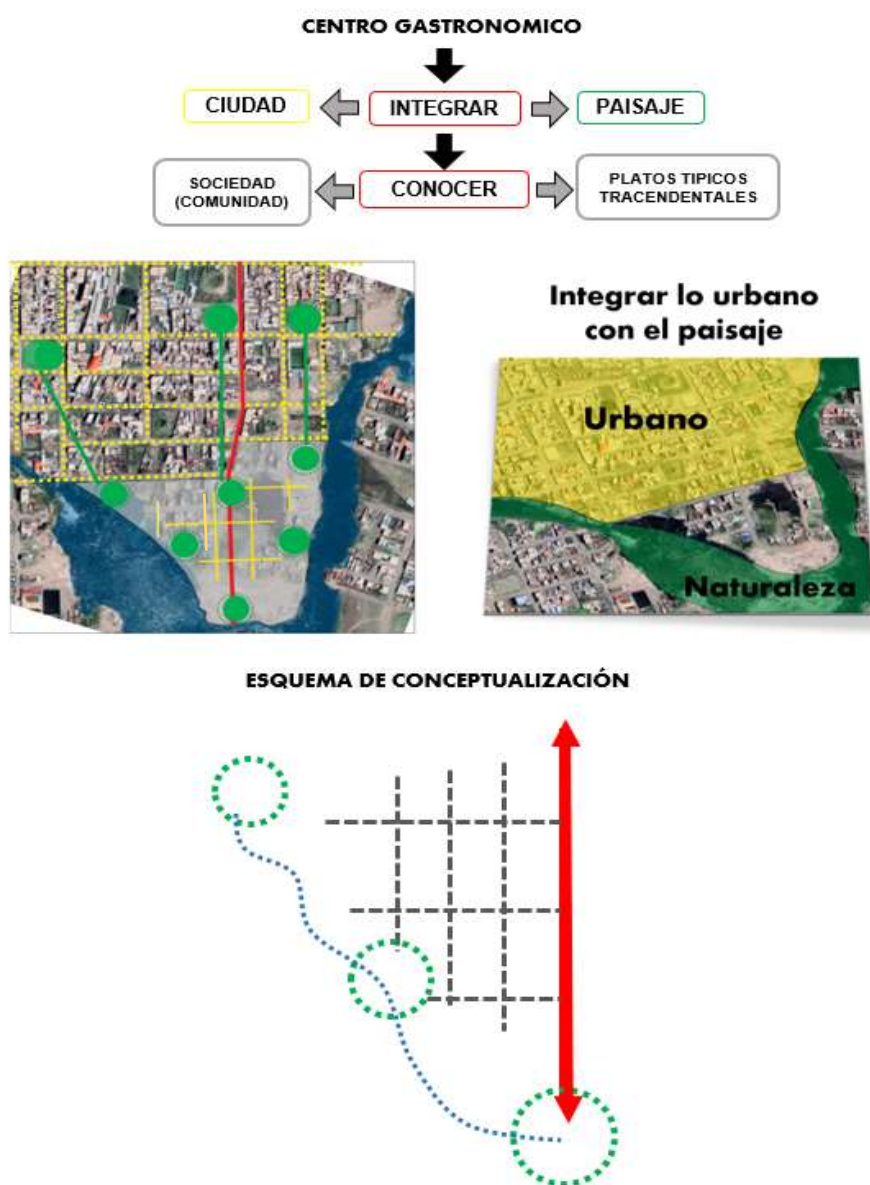 CENTRO GASTRONOMICO
CIUDAD
INTEGRAR
PAISAJE
SOCIEDAD
(COMUNIDAD)
CONOCER
PLATOS TIPICOS
TRACENDENTALES
Integrar lo urbano
con el paisaje
Urbano
Naturaleza
ESQUEMA DE CONCEPTUALIZACIÓN